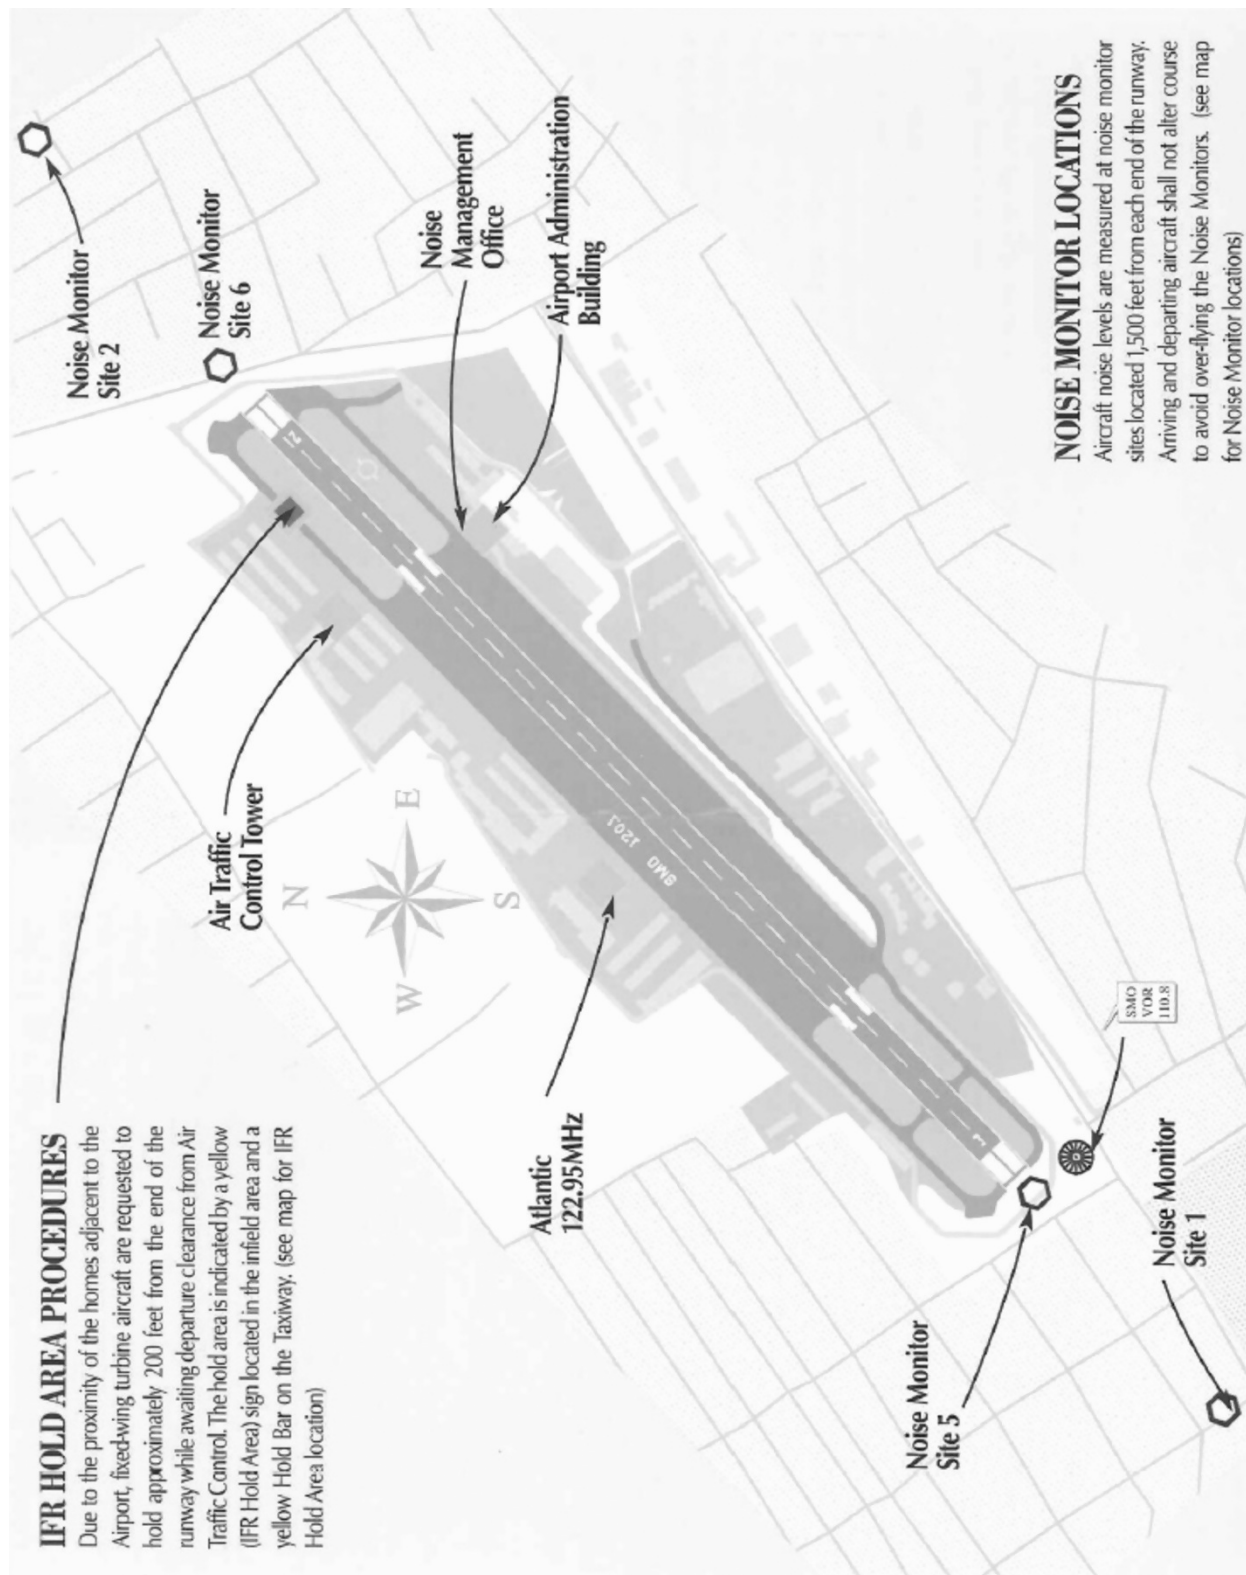 IFR HOLD AREA PROCEDURES
Due to the proximity of the homes adjacent to the
Airport, fixed-wing turbine aircraft are requested to
hold approximately 200 feet from the end of the
runway while awaiting departure clearance from Air
Traffic Control. The hold area is indicated by a yellow
(IFR Hold Area) sign located in the infield area and a
yellow Hold Bar on the Taxiway. (see map for IFR
Hold Area location)
Noise Monitor
Site 2
Noise Monitor
Site 6
Air Traffic
Control Tower
Noise
Management
Office
Airport Administration
Building
N
E
S
W
21
SMO 120.1
3
Atlantic
122.95MHz
SMO
VOR
110.8
Noise Monitor
Site 5
Noise Monitor
Site 1
NOISE MONITOR LOCATIONS
Aircraft noise levels are measured at noise monitor
sites located 1,500 feet from each end of the runway.
Arriving and departing aircraft shall not alter course
to avoid over-flying the Noise Monitors. (see map
for Noise Monitor locations)